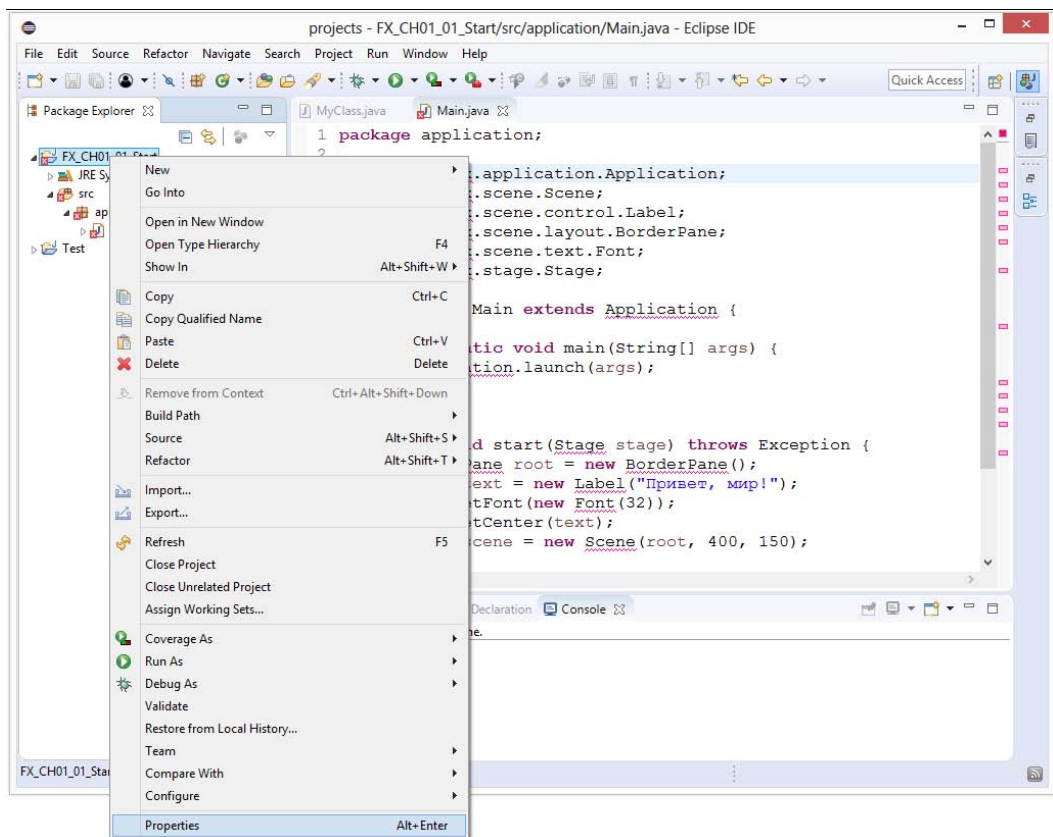 projects - FX_CH01_01_Start/src/application/Main.java - Eclipse IDE
File Edit Source Refactor Navigate Search Project Run Window Help
Quick Access
Package Explorer
MyClass.java Main.java
1 package application;
2
FX_CH01_01_Start
.application.Application;
JRE Sy
.scene.Scene;
src
.scene.control.Label;
ap
.scene.layout.BorderPane;
.scene.text.Font;
Test
.stage.Stage;
Main extends Application {
tic void main(String[] args) {
tion.launch(args);
d start(Stage stage) throws Exception {
Pane root = new BorderPane();
ext = new Label("Привет, мир!");
tFont(new Font(32));
tCenter(text);
scene = new Scene(root, 400, 150);
New
Go Into
Open in New Window
Open Type Hierarchy F4
Show In Alt+Shift+W
Copy Ctrl+C
Copy Qualified Name
Paste Ctrl+V
Delete Delete
Remove from Context Ctrl+Alt+Shift+Down
Build Path
Source Alt+Shift+S
Refactor Alt+Shift+T
Import...
Export...
Refresh F5
Close Project
Close Unrelated Project
Assign Working Sets...
Coverage As
Run As
Debug As
Validate
Restore from Local History...
Team
Compare With
Configure
Properties Alt+Enter
Declaration Console
ne.
FX_CH01_01_Star